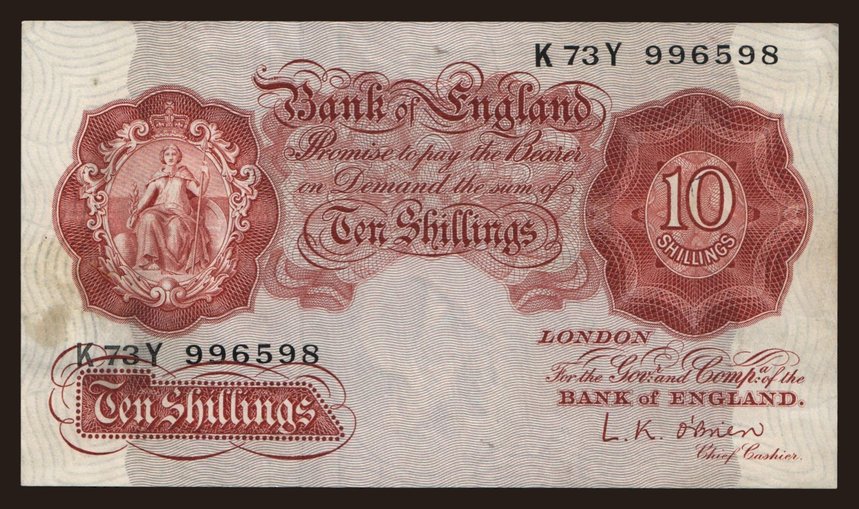 K73Y 996598
Bank of England
Promise to pay the Bearer
on Demand the sum of
Ten Shillings
10
SHILLINGS
K73Y 996598
Ten Shillings
LONDON
For the Govr. and Compa. of the
BANK of ENGLAND.
L. K. O'Brien
Chief Cashier.